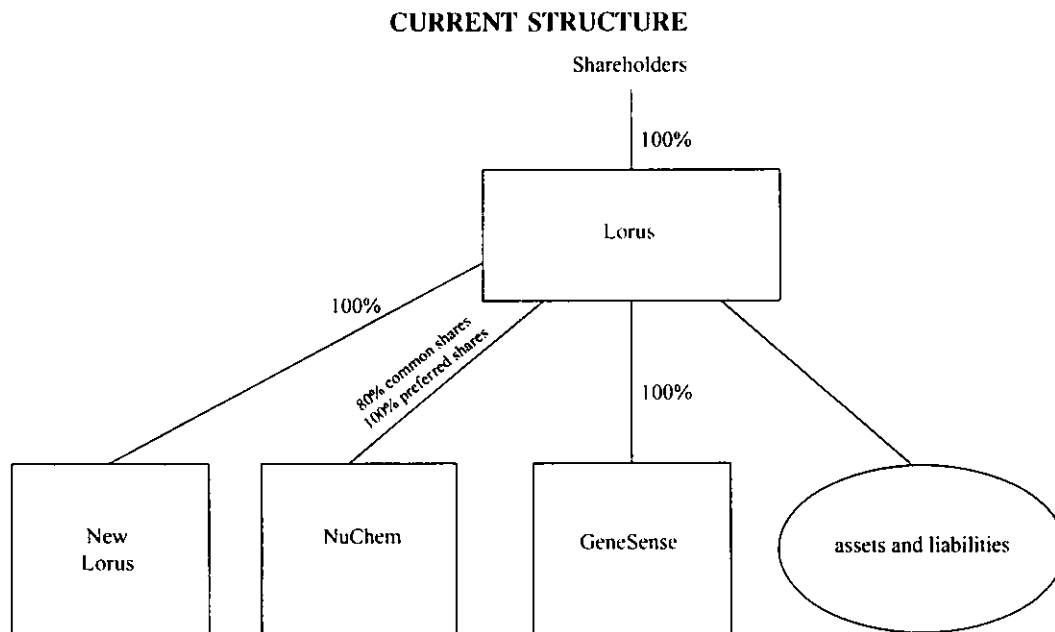 CURRENT STRUCTURE
Shareholders
100%
Lorus
100%
80% common shares
100% preferred shares
100%
New
Lorus
NuChem
GeneSense
assets and liabilities